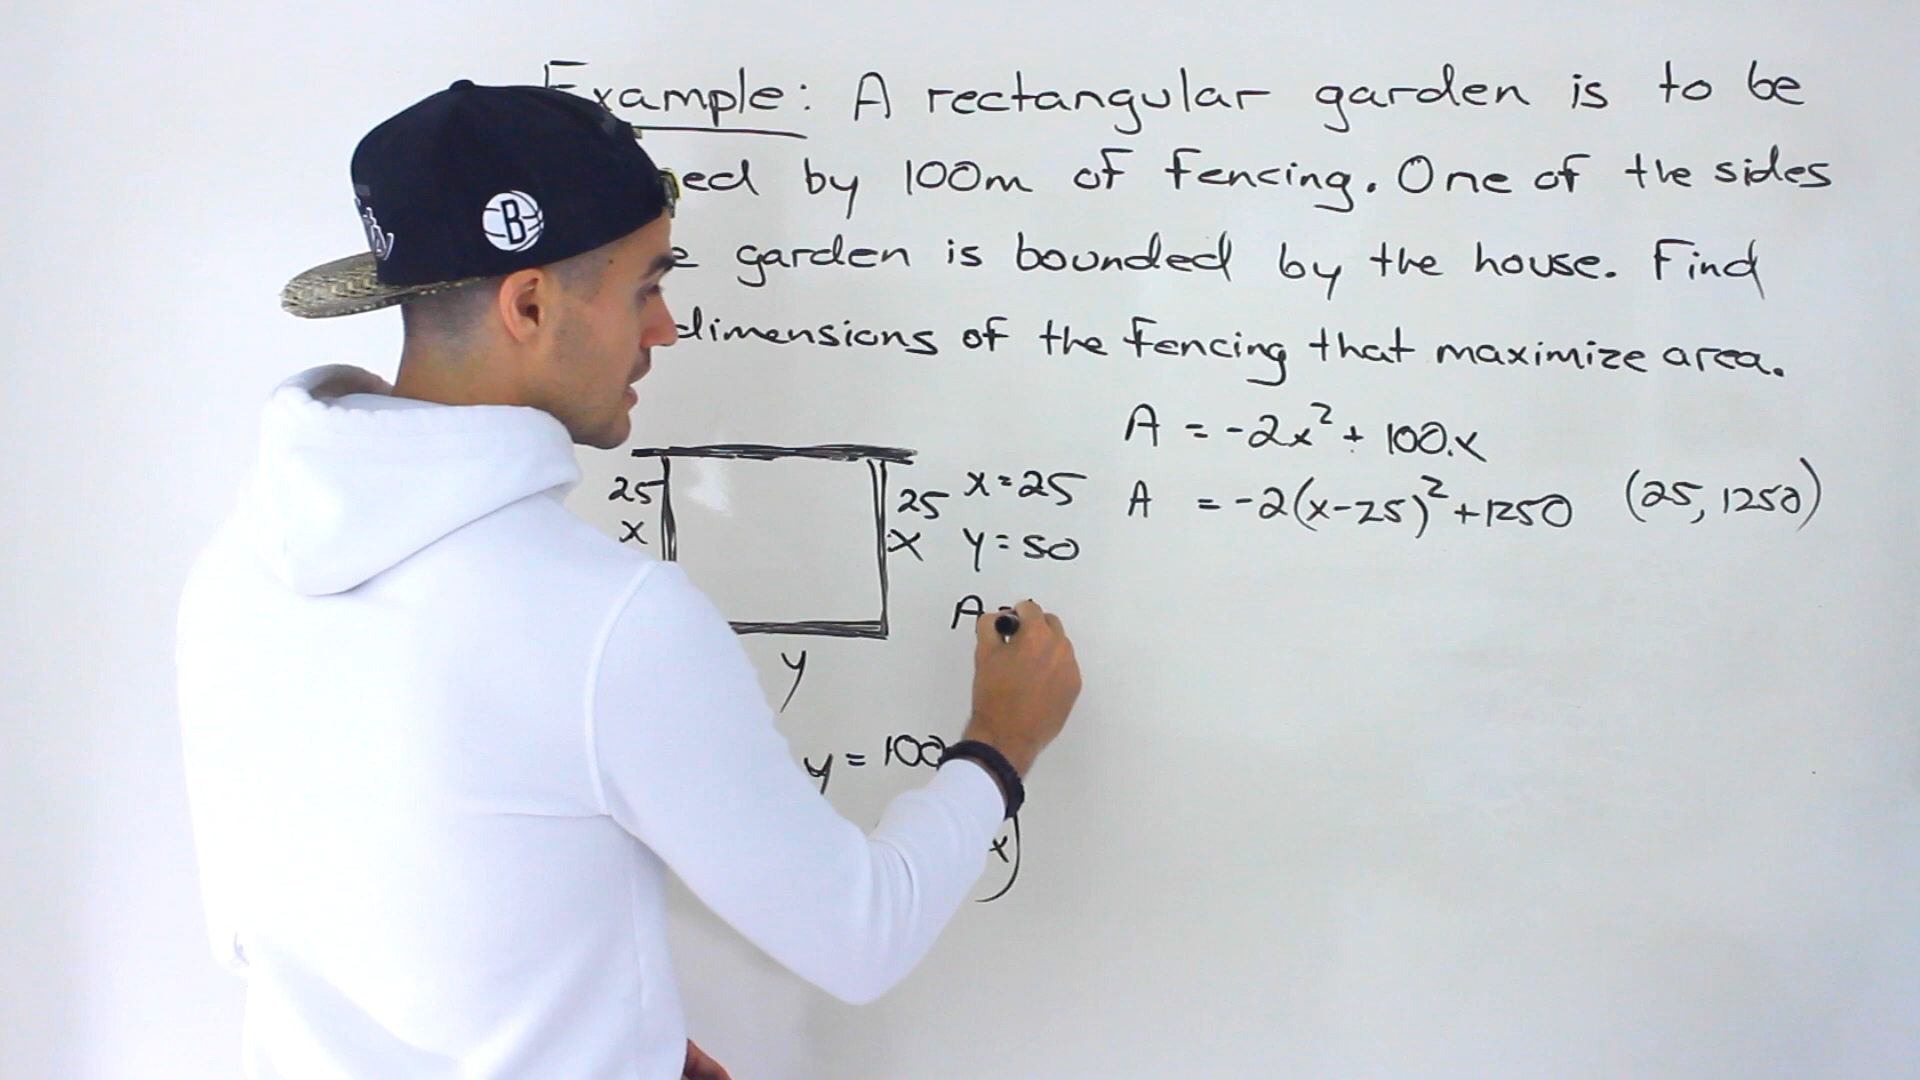 Example: A rectangular garden is to be
ed by 100m of fencing. One of the sides
garden is bounded by the house. Find
dimensions of the fencing that maximize area.
A = -2x² + 100x
25 25 x = 25 A = -2(x-25)² + 1250 (25, 1250)
x x y = 50
A =
y
y = 100
x)
B